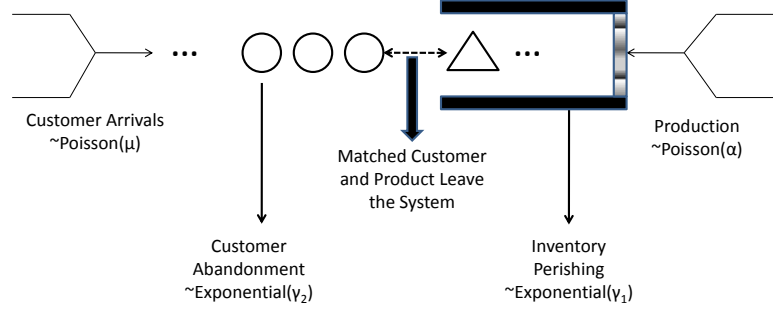 ...
...
Customer Arrivals
~Poisson(μ)
Production
~Poisson(α)
Matched Customer
and Product Leave
the System
Customer
Abandonment
~Exponential(γ₂)
Inventory
Perishing
~Exponential(γ₁)